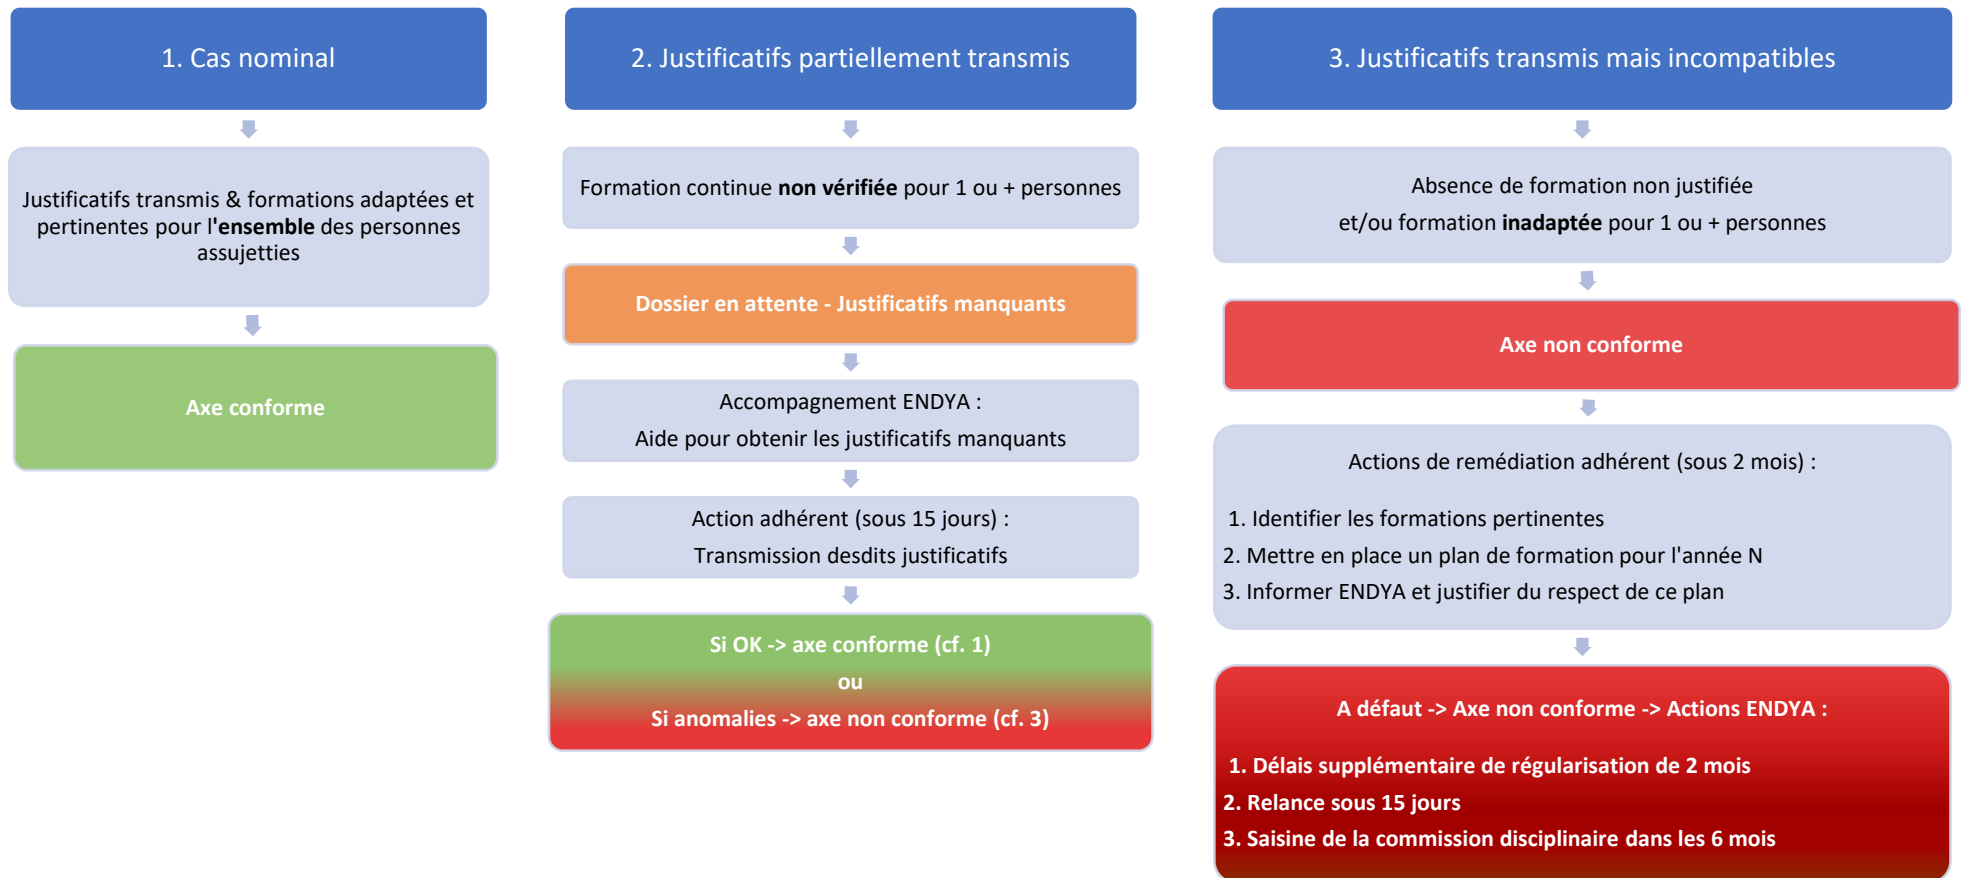 1. Cas nominal
Justificatifs transmis & formations adaptées et
pertinentes pour l'ensemble des personnes
assujetties
Axe conforme
2. Justificatifs partiellement transmis
Formation continue non vérifiée pour 1 ou + personnes
Dossier en attente - Justificatifs manquants
Accompagnement ENDYA :
Aide pour obtenir les justificatifs manquants
Action adhérent (sous 15 jours) :
Transmission desdits justificatifs
Si OK -> axe conforme (cf. 1)
ou
Si anomalies -> axe non conforme (cf. 3)
3. Justificatifs transmis mais incompatibles
Absence de formation non justifiée
et/ou formation inadaptée pour 1 ou + personnes
Axe non conforme
Actions de remédiation adhérent (sous 2 mois) :
1. Identifier les formations pertinentes
2. Mettre en place un plan de formation pour l'année N
3. Informer ENDYA et justifier du respect de ce plan
A défaut -> Axe non conforme -> Actions ENDYA :
1. Délais supplémentaire de régularisation de 2 mois
2. Relance sous 15 jours
3. Saisine de la commission disciplinaire dans les 6 mois